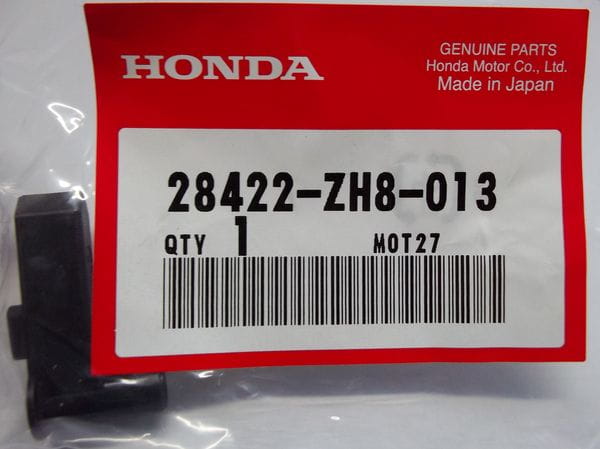 HONDA
GENUINE PARTS
Honda Motor Co., Ltd.
Made in Japan
28422-ZH8-013
QTY 1 MOT27